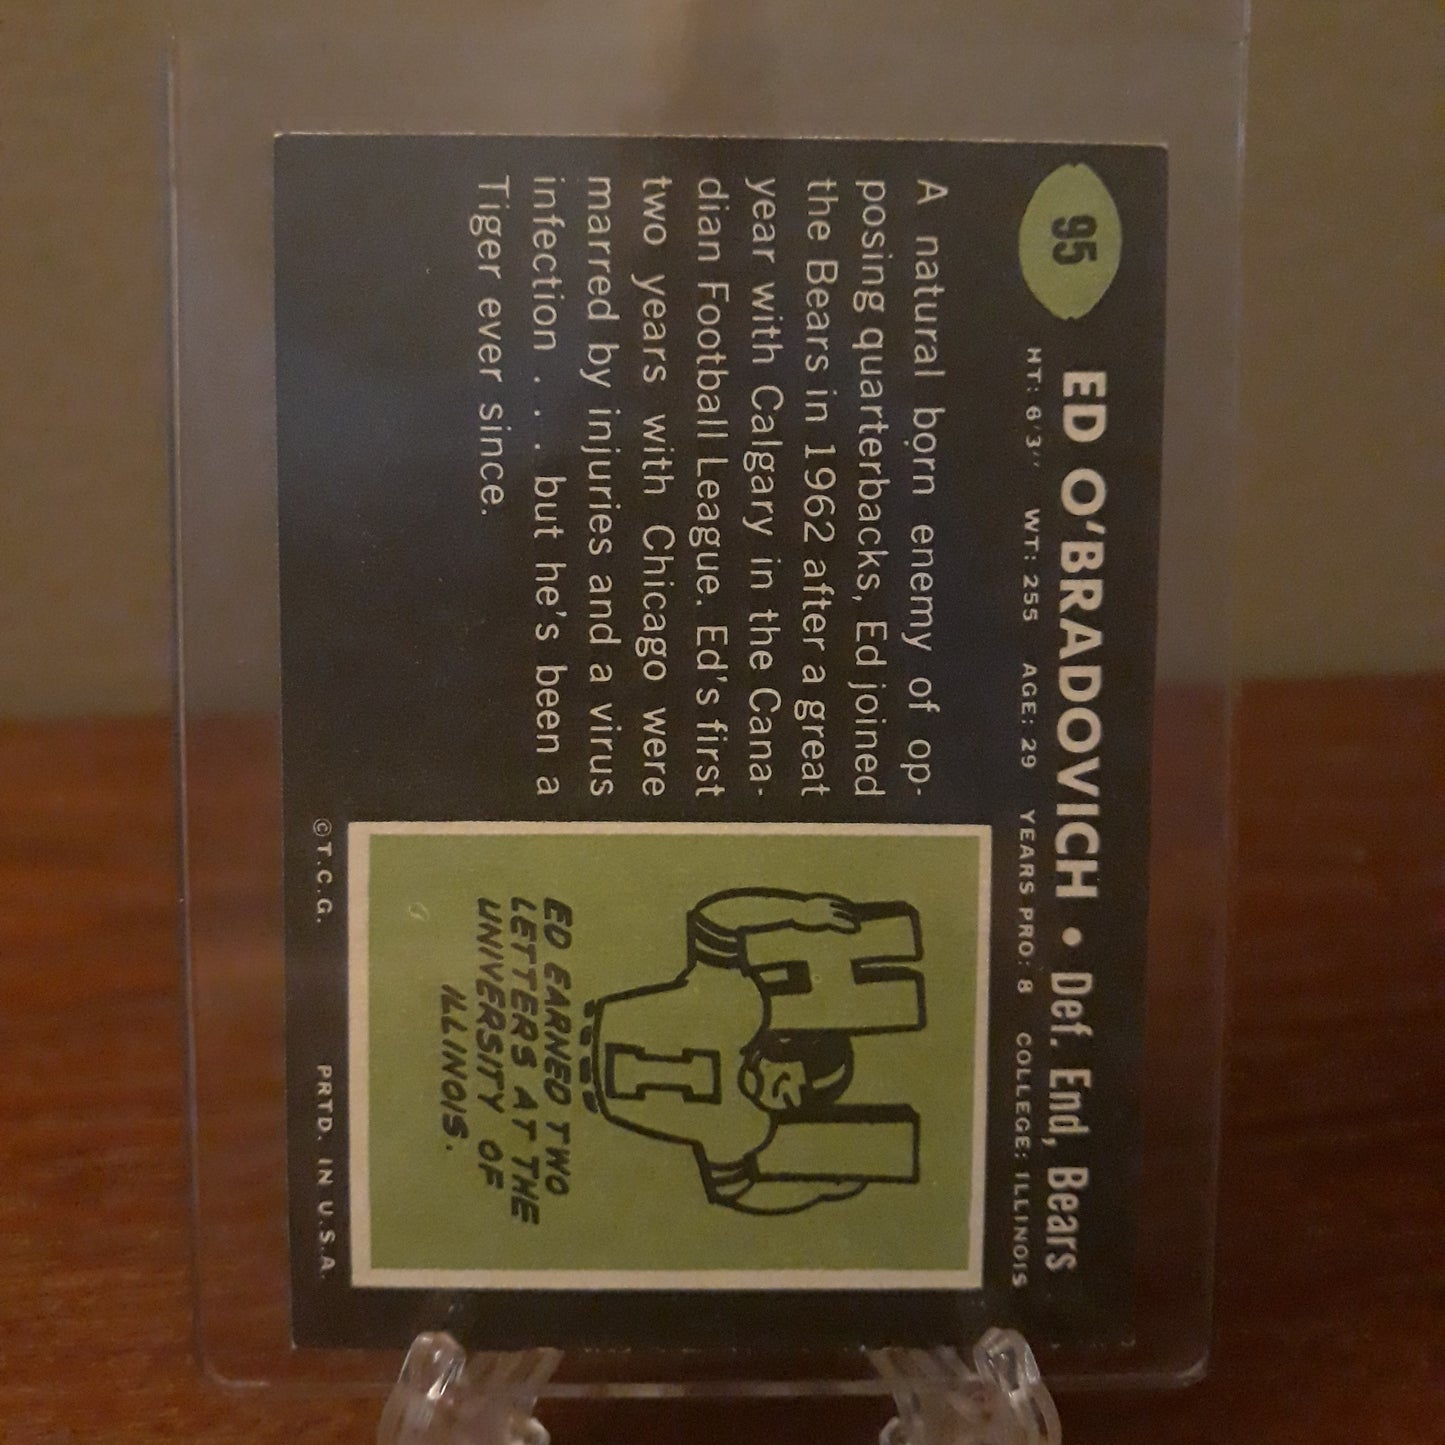 95
ED O'BRADOVICH • Def. End, Bears
HT: 6'3" WT: 255 AGE: 29 YEARS PRO: 8 COLLEGE: ILLINOIS
A natural born enemy of op-
posing quarterbacks, Ed joined
the Bears in 1962 after a great
year with Calgary in the Cana-
dian Football League. Ed's first
two years with Chicago were
marred by injuries and a virus
infection . . . but he's been a
Tiger ever since.
I
ED EARNED TWO
LETTERS AT THE
UNIVERSITY OF
ILLINOIS.
©T.C.G. PRTD. IN U.S.A.